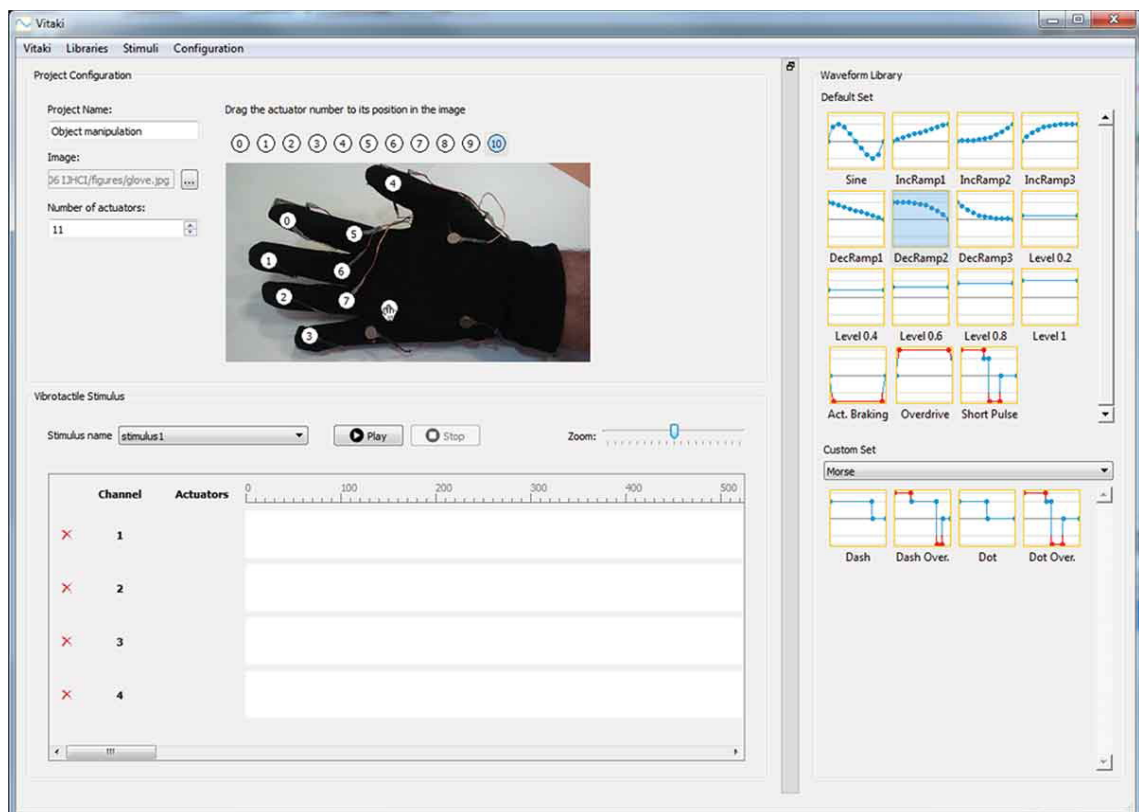 Vitaki
Vitaki Libraries Stimuli Configuration
Project Configuration
Project Name:
Object manipulation
Image:
06 IJHCI/figures/glove.jpg ...
Number of actuators:
11
Drag the actuator number to its position in the image
0 1 2 3 4 5 6 7 8 9 10
4
0
5
1
6
2
7
3
Vibrotactile Stimulus
Stimulus name stimulus1 Play Stop Zoom:
Channel Actuators 0 100 200 300 400 500
1
2
3
4
Waveform Library
Default Set
Sine IncRamp1 IncRamp2 IncRamp3
DecRamp1 DecRamp2 DecRamp3 Level 0.2
Level 0.4 Level 0.6 Level 0.8 Level 1
Act. Braking Overdrive Short Pulse
Custom Set
Morse
Dash Dash Over. Dot Dot Over.